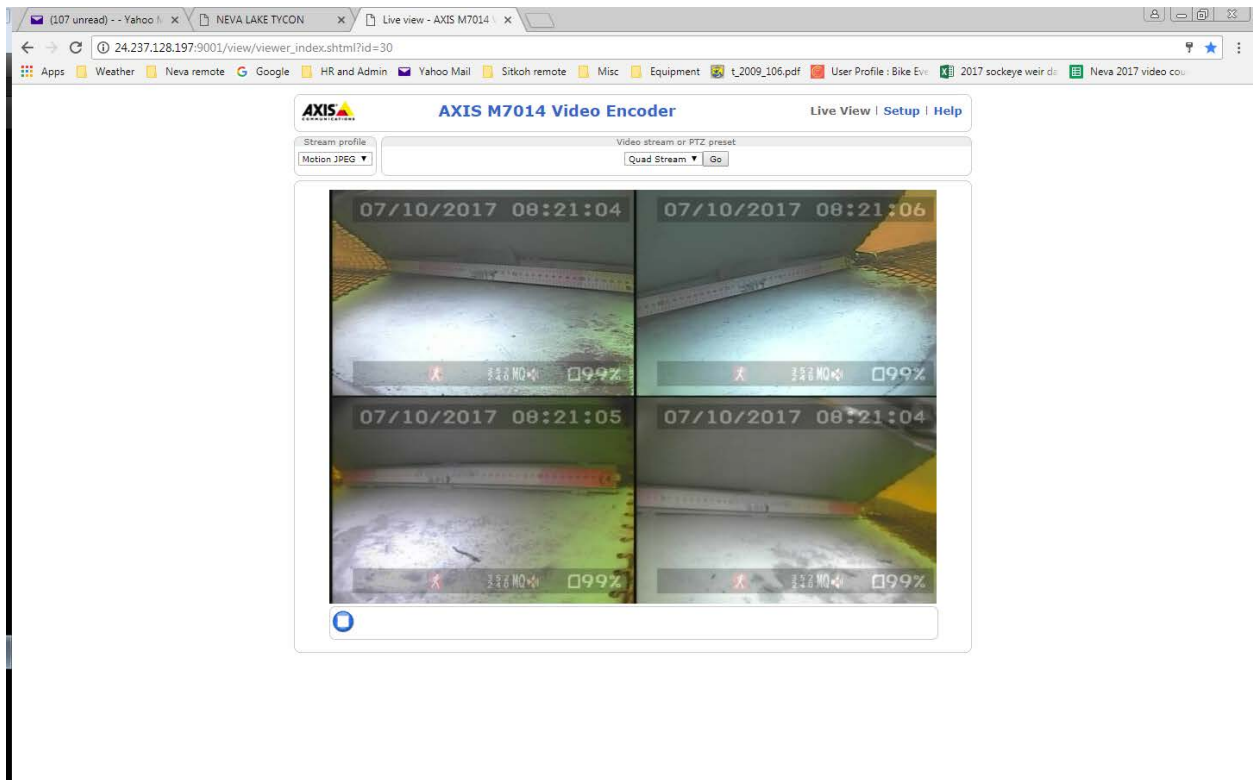 (107 unread) - - Yahoo M
NEVA LAKE TYCON
Live view - AXIS M7014 V
24.237.128.197:9001/view/viewer_index.shtml?id=30
Apps Weather Neva remote Google HR and Admin Yahoo Mail Sitkoh remote Misc Equipment t_2009_106.pdf User Profile : Bike Eve 2017 sockeye weir da Neva 2017 video cou
AXIS COMMUNICATIONS AXIS M7014 Video Encoder Live View | Setup | Help
Stream profile Video stream or PTZ preset
Motion JPEG Quad Stream Go
07/10/2017 08:21:04 07/10/2017 08:21:06
MQ 99% MQ 99%
07/10/2017 08:21:05 07/10/2017 08:21:04
MQ 99% MQ 99%